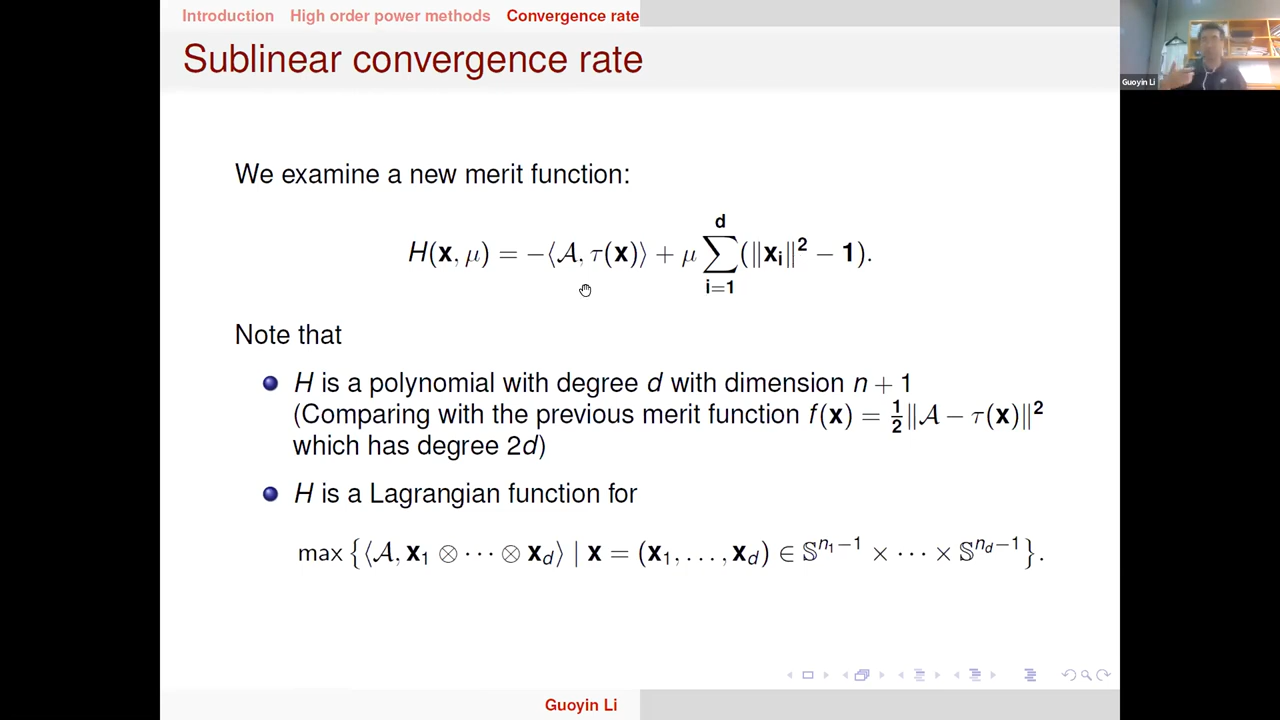 Introduction High order power methods Convergence rate
Sublinear convergence rate
Guoyin Li
We examine a new merit function:
H(x, μ) = −⟨𝒜, τ(x)⟩ + μ ∑_{i=1}^{d} (‖x_i‖² − 1).
Note that
H is a polynomial with degree d with dimension n + 1
(Comparing with the previous merit function f(x) = ½‖𝒜 − τ(x)‖²
which has degree 2d)
H is a Lagrangian function for
max {⟨𝒜, x₁ ⊗ ⋯ ⊗ x_d⟩ | x = (x₁, . . . , x_d) ∈ 𝕊^{n₁−1} × ⋯ × 𝕊^{n_d−1}}.
Guoyin Li